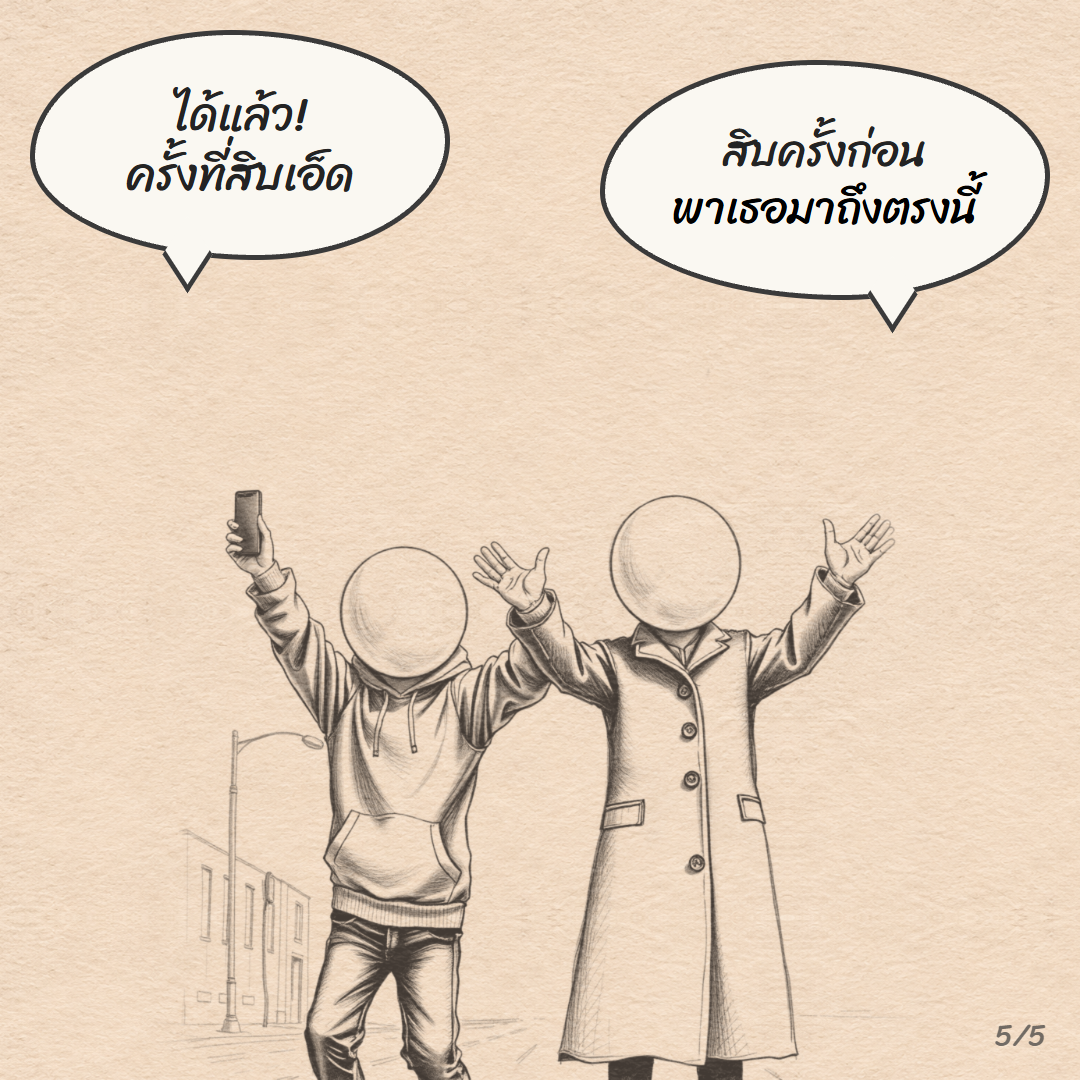 ได้แล้ว!
ครั้งที่สิบเอ็ด
สิบครั้งก่อน
พาเธอมาถึงตรงนี้
5/5